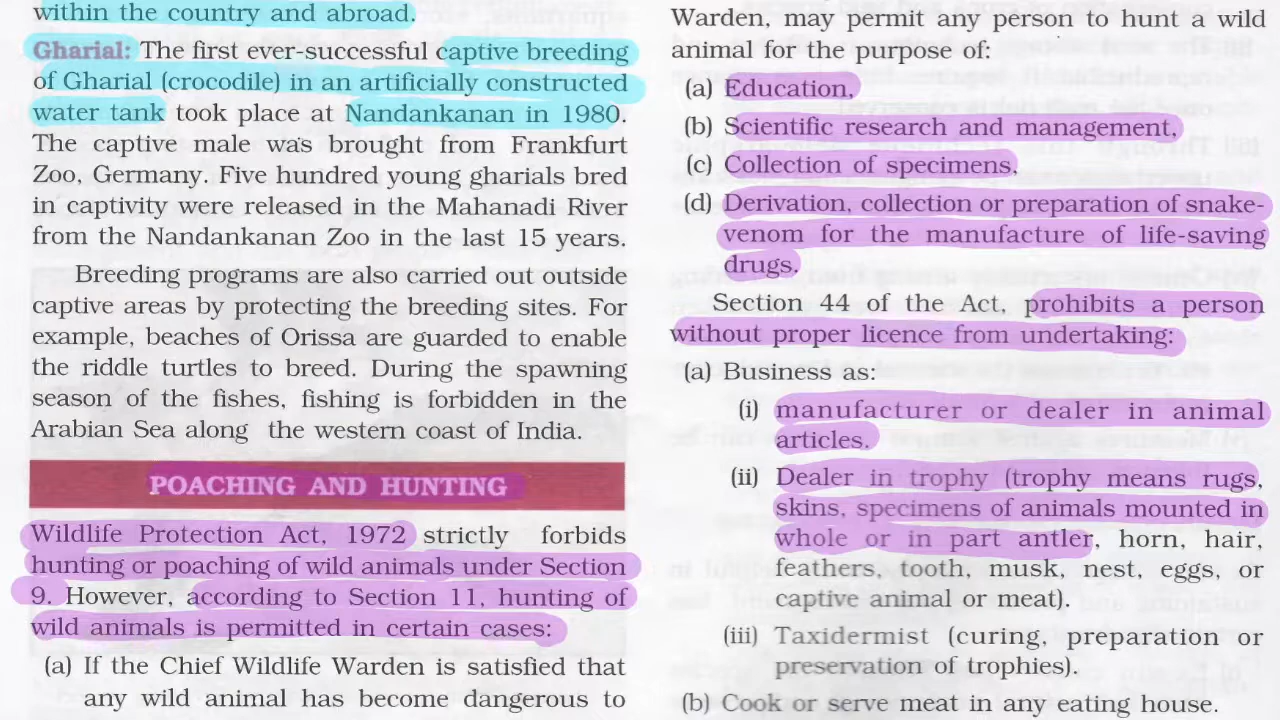 within the country and abroad.
Gharial: The first ever-successful captive breeding
of Gharial (crocodile) in an artificially constructed
water tank took place at Nandankanan in 1980.
The captive male was brought from Frankfurt
Zoo, Germany. Five hundred young gharials bred
in captivity were released in the Mahanadi River
from the Nandankanan Zoo in the last 15 years.
Breeding programs are also carried out outside
captive areas by protecting the breeding sites. For
example, beaches of Orissa are guarded to enable
the riddle turtles to breed. During the spawning
season of the fishes, fishing is forbidden in the
Arabian Sea along the western coast of India.
POACHING AND HUNTING
Wildlife Protection Act, 1972 strictly forbids
hunting or poaching of wild animals under Section
9. However, according to Section 11, hunting of
wild animals is permitted in certain cases:
(a) If the Chief Wildlife Warden is satisfied that
any wild animal has become dangerous to
Warden, may permit any person to hunt a wild
animal for the purpose of:
(a) Education,
(b) Scientific research and management,
(c) Collection of specimens,
(d) Derivation, collection or preparation of snake-
venom for the manufacture of life-saving
drugs.
Section 44 of the Act, prohibits a person
without proper licence from undertaking:
(a) Business as:
(i) manufacturer or dealer in animal
articles.
(ii) Dealer in trophy (trophy means rugs,
skins, specimens of animals mounted in
whole or in part antler, horn, hair,
feathers, tooth, musk, nest, eggs, or
captive animal or meat).
(iii) Taxidermist (curing, preparation or
preservation of trophies).
(b) Cook or serve meat in any eating house.